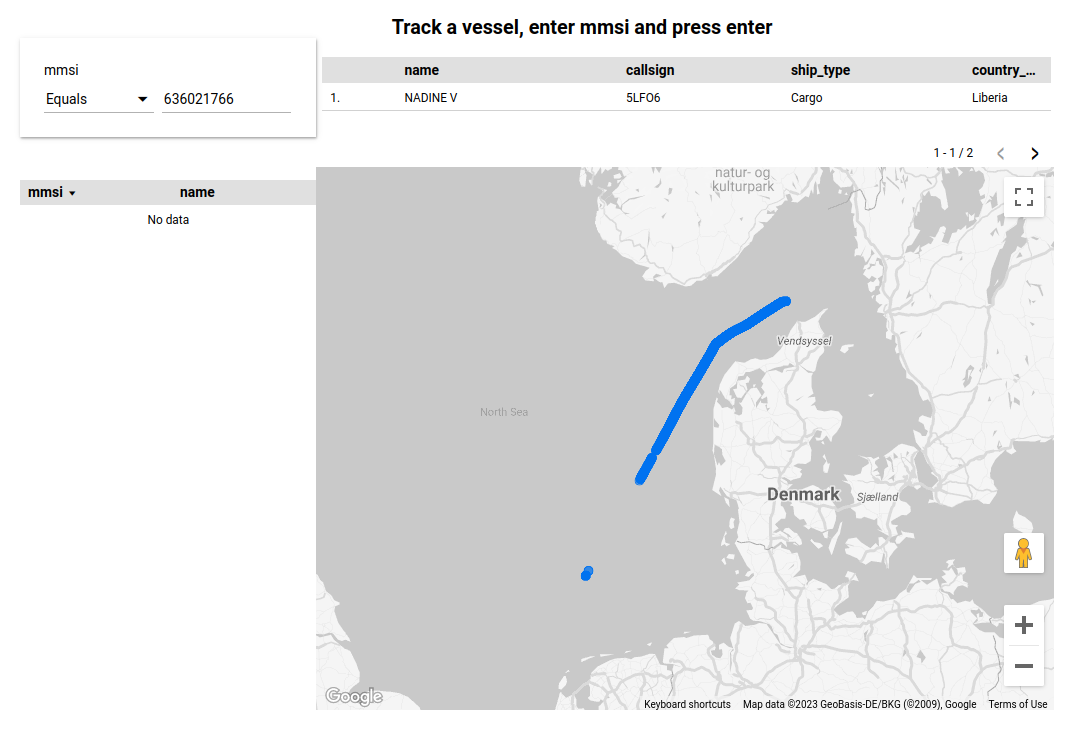 Track a vessel, enter mmsi and press enter
mmsi
Equals 636021766
name callsign ship_type country_...
1. NADINE V 5LFO6 Cargo Liberia
1 - 1 / 2
mmsi name
No data
natur- og
kulturpark
Vendsyssel
North Sea
Denmark
Sjælland
Google
Keyboard shortcuts Map data ©2023 GeoBasis-DE/BKG (©2009), Google Terms of Use